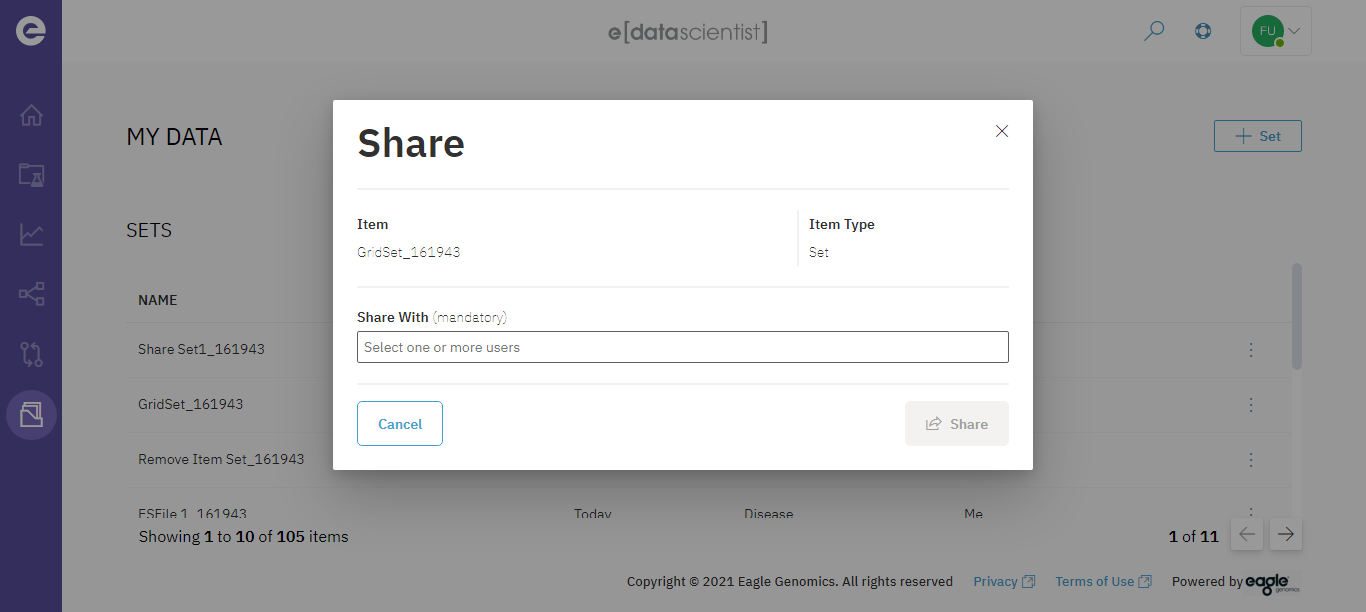 e[datascientist]
FU
MY DATA
Set
Share
Item
Item Type
GridSet_161943
Set
SETS
NAME
Share With (mandatory)
Select one or more users
Share Set1_161943
GridSet_161943
Cancel
Share
Remove Item Set_161943
ESFile 1_161943 Today Disease Me
Showing 1 to 10 of 105 items
1 of 11
Copyright © 2021 Eagle Genomics. All rights reserved Privacy Terms of Use Powered by eagle genomics